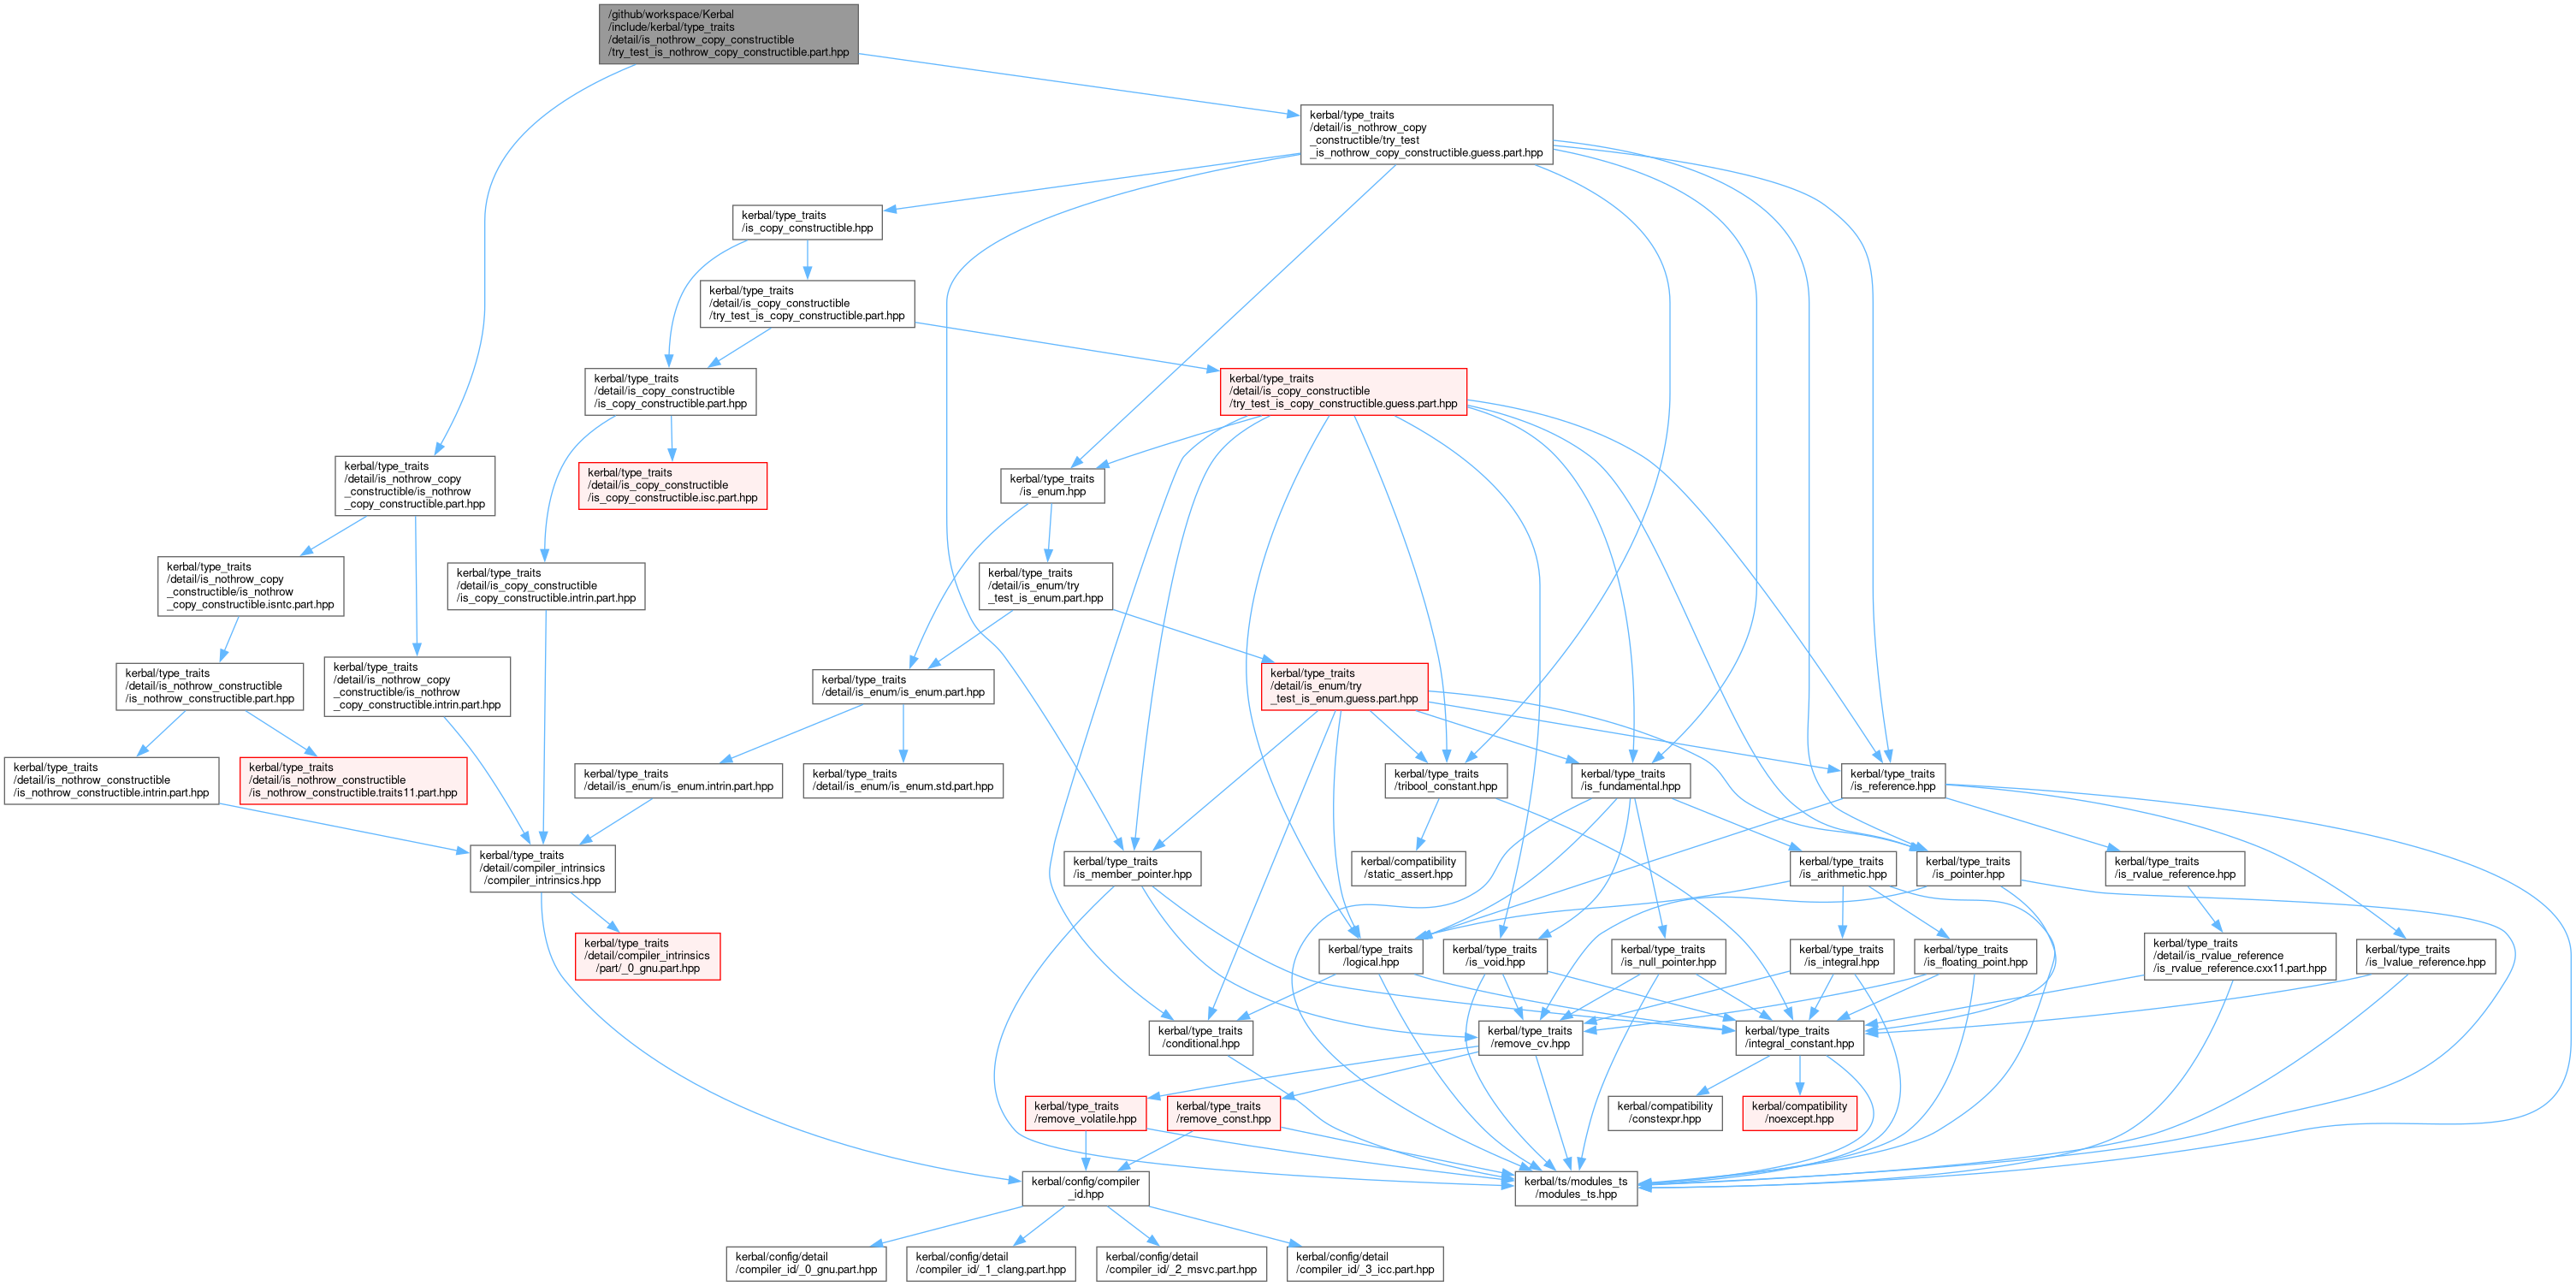 /github/workspace/Kerbal
/include/kerbal/type_traits
/detail/is_nothrow_copy_constructible
/try_test_is_nothrow_copy_constructible.part.hpp
kerbal/type_traits
/detail/is_nothrow_copy
_constructible/try_test
_is_nothrow_copy_constructible.guess.part.hpp
kerbal/type_traits
/is_copy_constructible.hpp
kerbal/type_traits
/detail/is_copy_constructible
/try_test_is_copy_constructible.part.hpp
kerbal/type_traits
/detail/is_copy_constructible
/is_copy_constructible.part.hpp
kerbal/type_traits
/detail/is_copy_constructible
/try_test_is_copy_constructible.guess.part.hpp
kerbal/type_traits
/detail/is_nothrow_copy
_constructible/is_nothrow
_copy_constructible.part.hpp
kerbal/type_traits
/detail/is_copy_constructible
/is_copy_constructible.isc.part.hpp
kerbal/type_traits
/is_enum.hpp
kerbal/type_traits
/detail/is_nothrow_copy
_constructible/is_nothrow
_copy_constructible.isntc.part.hpp
kerbal/type_traits
/detail/is_copy_constructible
/is_copy_constructible.intrin.part.hpp
kerbal/type_traits
/detail/is_enum/try
_test_is_enum.part.hpp
kerbal/type_traits
/detail/is_nothrow_constructible
/is_nothrow_constructible.part.hpp
kerbal/type_traits
/detail/is_nothrow_copy
_constructible/is_nothrow
_copy_constructible.intrin.part.hpp
kerbal/type_traits
/detail/is_enum/is_enum.part.hpp
kerbal/type_traits
/detail/is_enum/try
_test_is_enum.guess.part.hpp
kerbal/type_traits
/detail/is_nothrow_constructible
/is_nothrow_constructible.intrin.part.hpp
kerbal/type_traits
/detail/is_nothrow_constructible
/is_nothrow_constructible.traits11.part.hpp
kerbal/type_traits
/detail/is_enum/is_enum.intrin.part.hpp
kerbal/type_traits
/detail/is_enum/is_enum.std.part.hpp
kerbal/type_traits
/tribool_constant.hpp
kerbal/type_traits
/is_fundamental.hpp
kerbal/type_traits
/is_reference.hpp
kerbal/type_traits
/detail/compiler_intrinsics
/compiler_intrinsics.hpp
kerbal/type_traits
/is_member_pointer.hpp
kerbal/compatibility
/static_assert.hpp
kerbal/type_traits
/is_arithmetic.hpp
kerbal/type_traits
/is_pointer.hpp
kerbal/type_traits
/is_rvalue_reference.hpp
kerbal/type_traits
/detail/compiler_intrinsics
/part/_0_gnu.part.hpp
kerbal/type_traits
/logical.hpp
kerbal/type_traits
/is_void.hpp
kerbal/type_traits
/is_null_pointer.hpp
kerbal/type_traits
/is_integral.hpp
kerbal/type_traits
/is_floating_point.hpp
kerbal/type_traits
/detail/is_rvalue_reference
/is_rvalue_reference.cxx11.part.hpp
kerbal/type_traits
/is_lvalue_reference.hpp
kerbal/type_traits
/conditional.hpp
kerbal/type_traits
/remove_cv.hpp
kerbal/type_traits
/integral_constant.hpp
kerbal/type_traits
/remove_volatile.hpp
kerbal/type_traits
/remove_const.hpp
kerbal/compatibility
/constexpr.hpp
kerbal/compatibility
/noexcept.hpp
kerbal/config/compiler
_id.hpp
kerbal/ts/modules_ts
/modules_ts.hpp
kerbal/config/detail
/compiler_id/_0_gnu.part.hpp
kerbal/config/detail
/compiler_id/_1_clang.part.hpp
kerbal/config/detail
/compiler_id/_2_msvc.part.hpp
kerbal/config/detail
/compiler_id/_3_icc.part.hpp